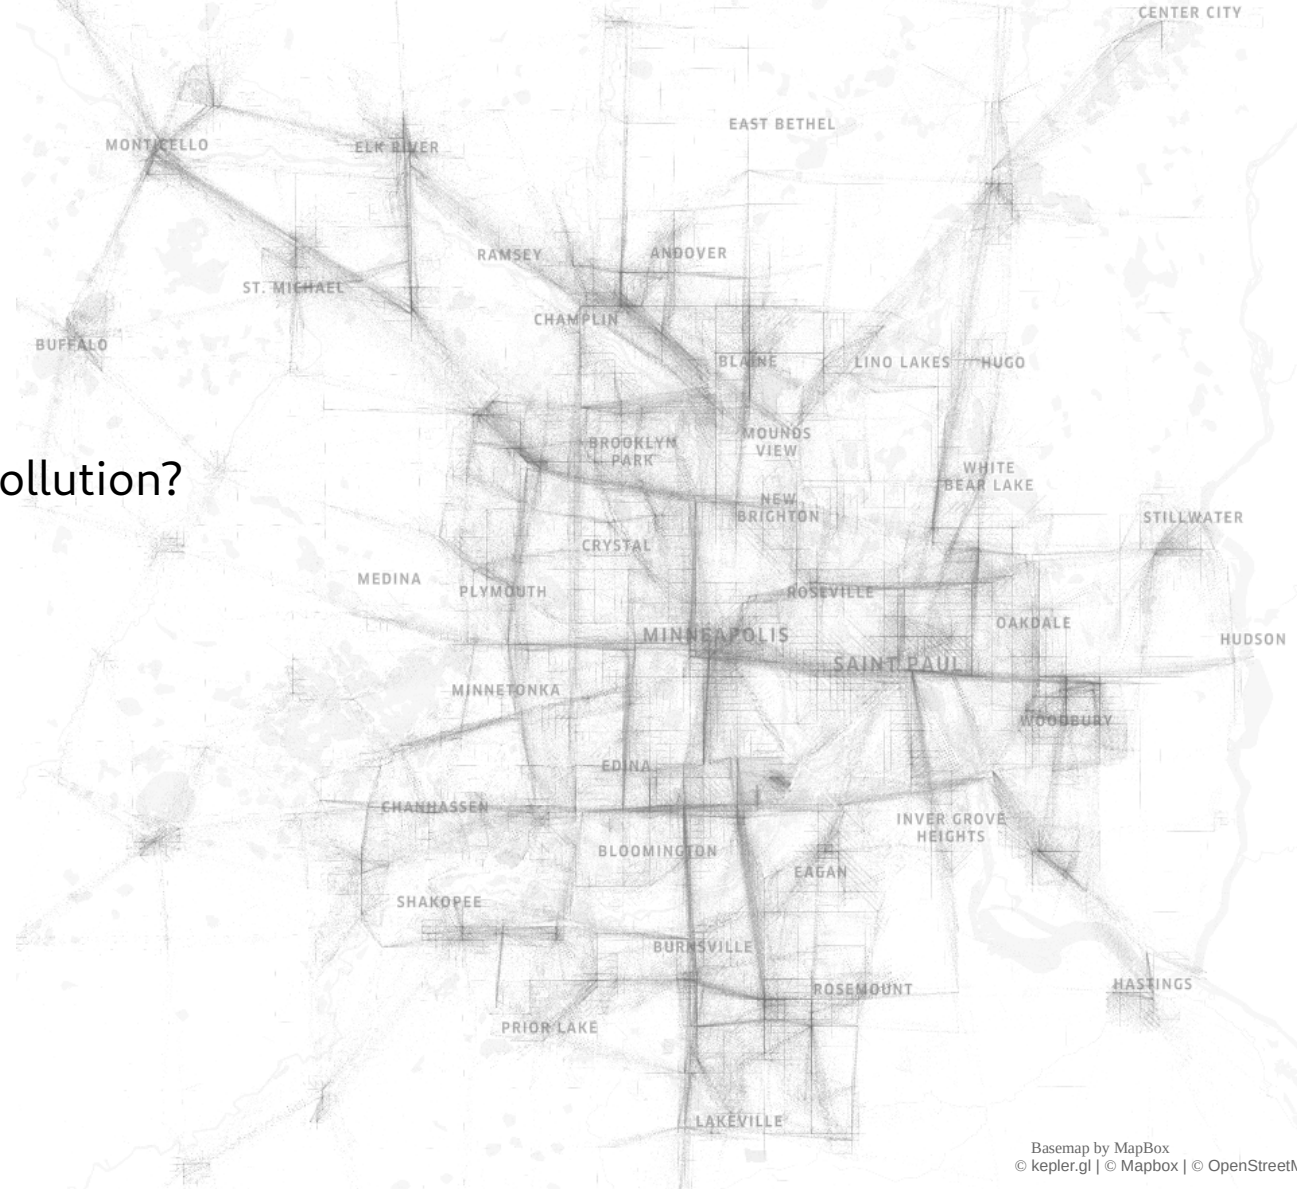 CENTER CITY
EAST BETHEL
MONTICELLO
ELK RIVER
RAMSEY
ANDOVER
ST. MICHAEL
CHAMPLIN
BUFFALO
BLAINE
LINO LAKES
HUGO
BROOKLYN
PARK
MOUNDS
VIEW
WHITE
BEAR LAKE
ollution?
NEW
BRIGHTON
STILLWATER
CRYSTAL
MEDINA
PLYMOUTH
ROSEVILLE
OAKDALE
MINNEAPOLIS
HUDSON
SAINT PAUL
MINNETONKA
WOODBURY
EDINA
CHANHASSEN
INVER GROVE
HEIGHTS
BLOOMINGTON
EAGAN
SHAKOPEE
BURNSVILLE
HASTINGS
ROSEMOUNT
PRIOR LAKE
LAKEVILLE
Basemap by MapBox
© kepler.gl | © Mapbox | © OpenStreetM